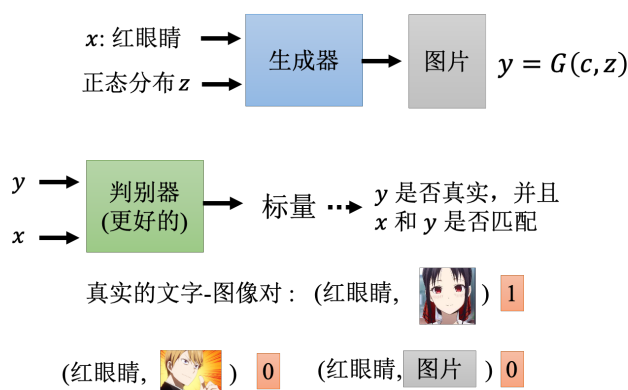 x: 红眼睛
正态分布 z
生成器
图片
y = G(c,z)
y
x
判别器
(更好的)
标量
y 是否真实，并且
x 和 y 是否匹配
真实的文字-图像对： (红眼睛, ) 1
(红眼睛, ) 0
(红眼睛, 图片 ) 0